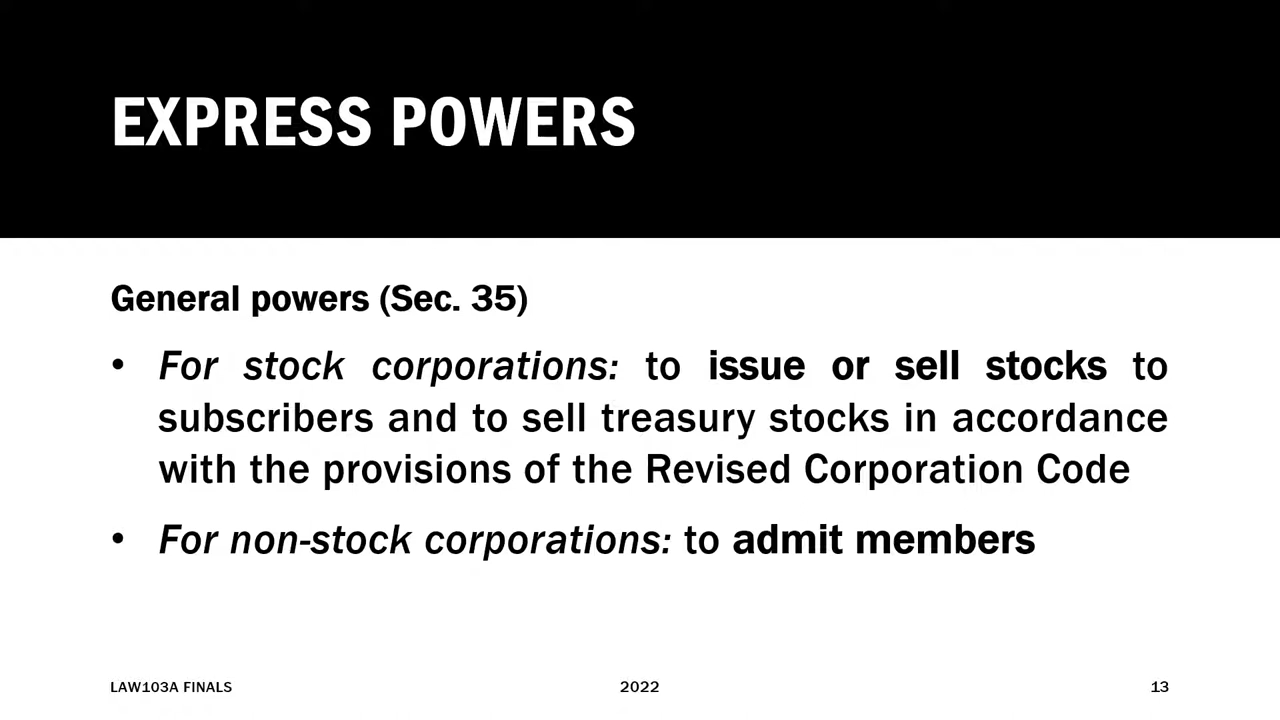 EXPRESS POWERS
General powers (Sec. 35)
• For stock corporations: to issue or sell stocks to
subscribers and to sell treasury stocks in accordance
with the provisions of the Revised Corporation Code
• For non-stock corporations: to admit members
LAW103A FINALS
2022
13